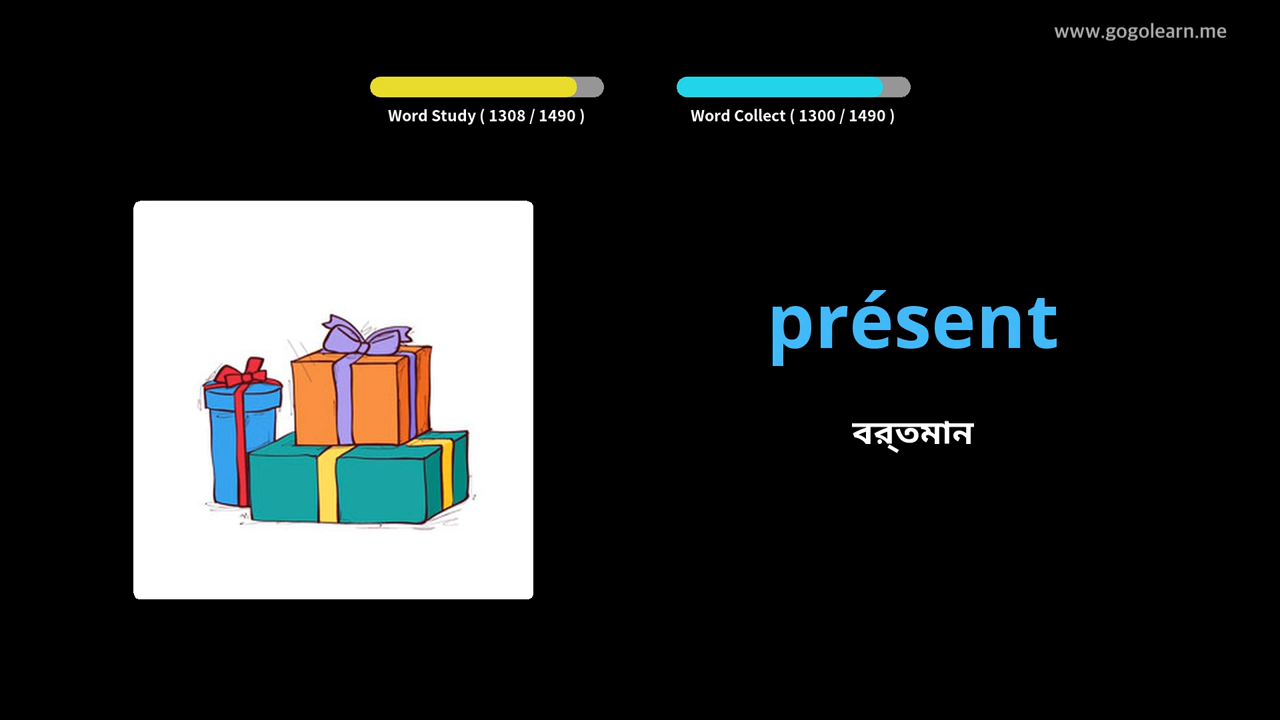 www.gogolearn.me
Word Study ( 1308 / 1490 )
Word Collect ( 1300 / 1490 )
présent
বর্তমান